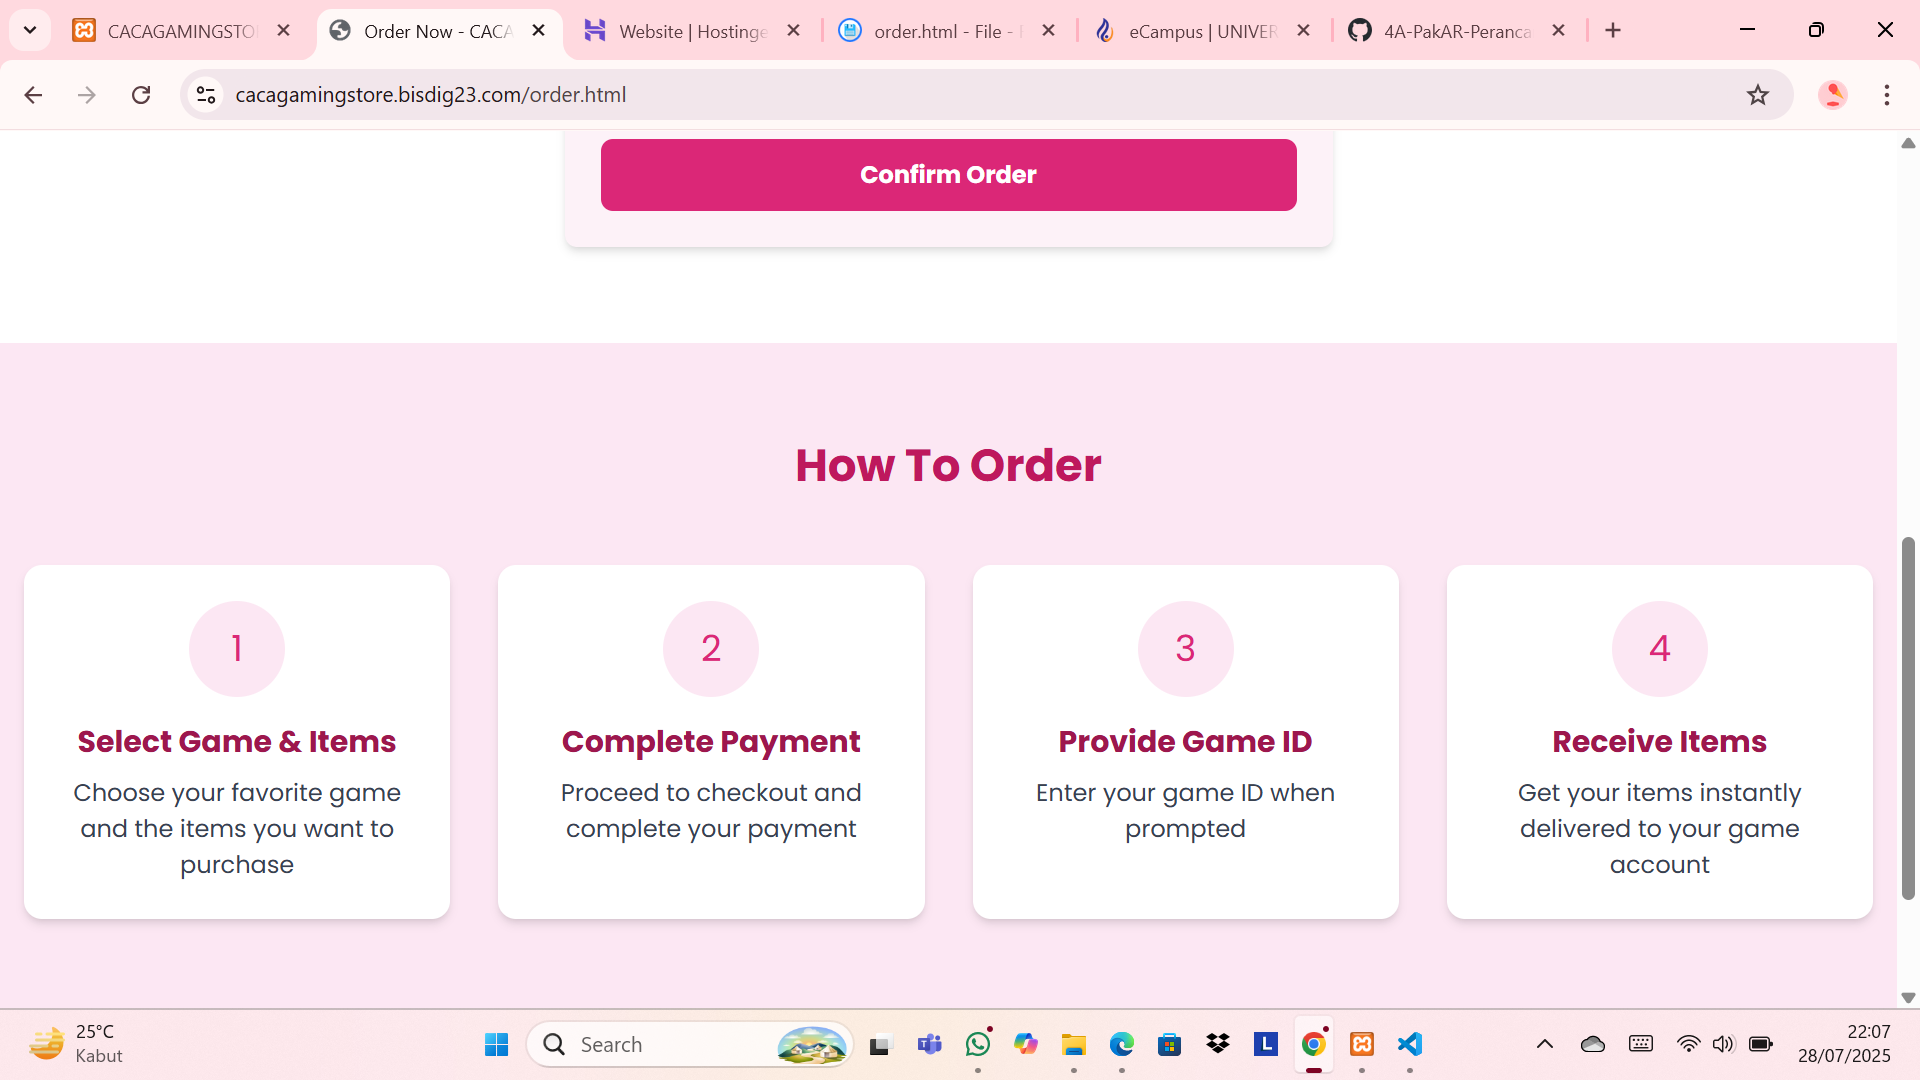 CACAGAMINGSTO
Order Now - CACA
Website | Hostinge
order.html - File -
eCampus | UNIVER
4A-PakAR-Peranca
cacagamingstore.bisdig23.com/order.html
Confirm Order
How To Order
1
Select Game & Items
Choose your favorite game
and the items you want to
purchase
2
Complete Payment
Proceed to checkout and
complete your payment
3
Provide Game ID
Enter your game ID when
prompted
4
Receive Items
Get your items instantly
delivered to your game
account
25°C
Kabut
Search
L
22:07
28/07/2025